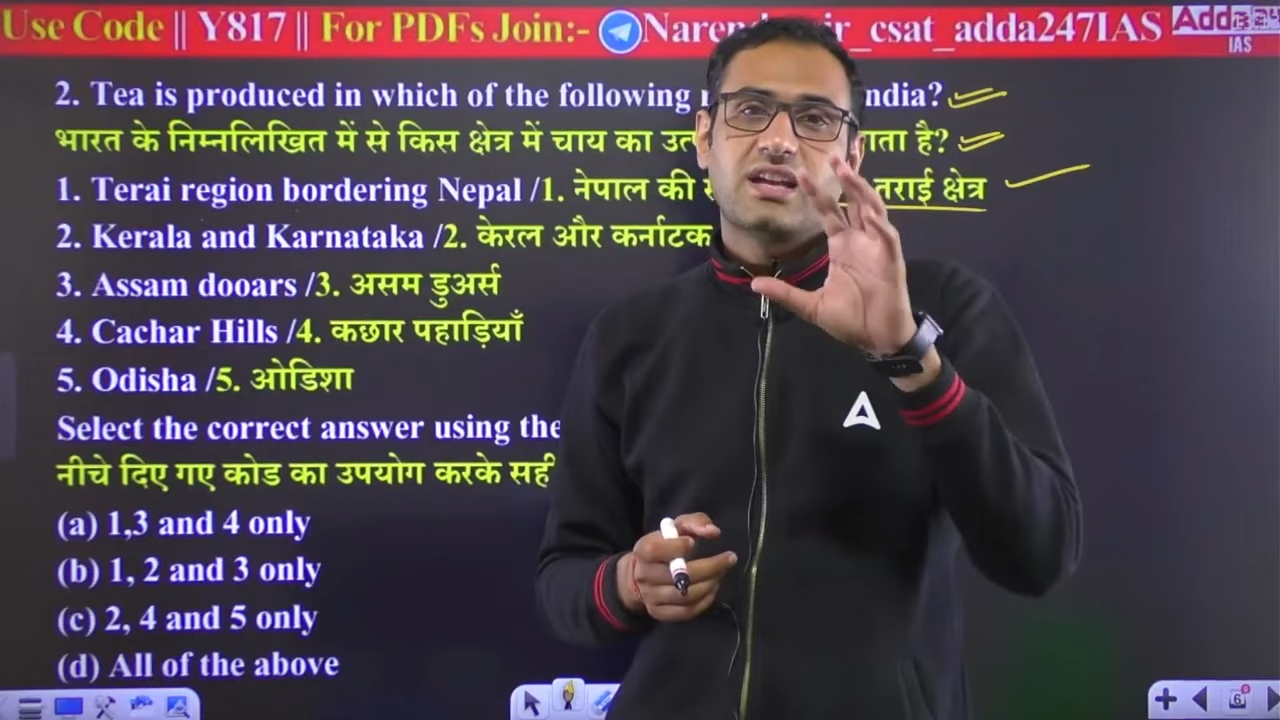 Use Code || Y817 || For PDFs Join:- Naren ir_csat_adda247IAS
IAS
2. Tea is produced in which of the following ndia?
भारत के निम्नलिखित में से किस क्षेत्र में चाय का है?
1. Terai region bordering Nepal /1. नेपाल की तराई क्षेत्र
2. Kerala and Karnataka /2. केरल और कर्नाटक
3. Assam dooars /3. असम डुअर्स
4. Cachar Hills /4. कछार पहाड़ियाँ
5. Odisha /5. ओडिशा
Select the correct answer using the
नीचे दिए गए कोड का उपयोग करके
(a) 1,3 and 4 only
(b) 1, 2 and 3 only
(c) 2, 4 and 5 only
(d) All of the above